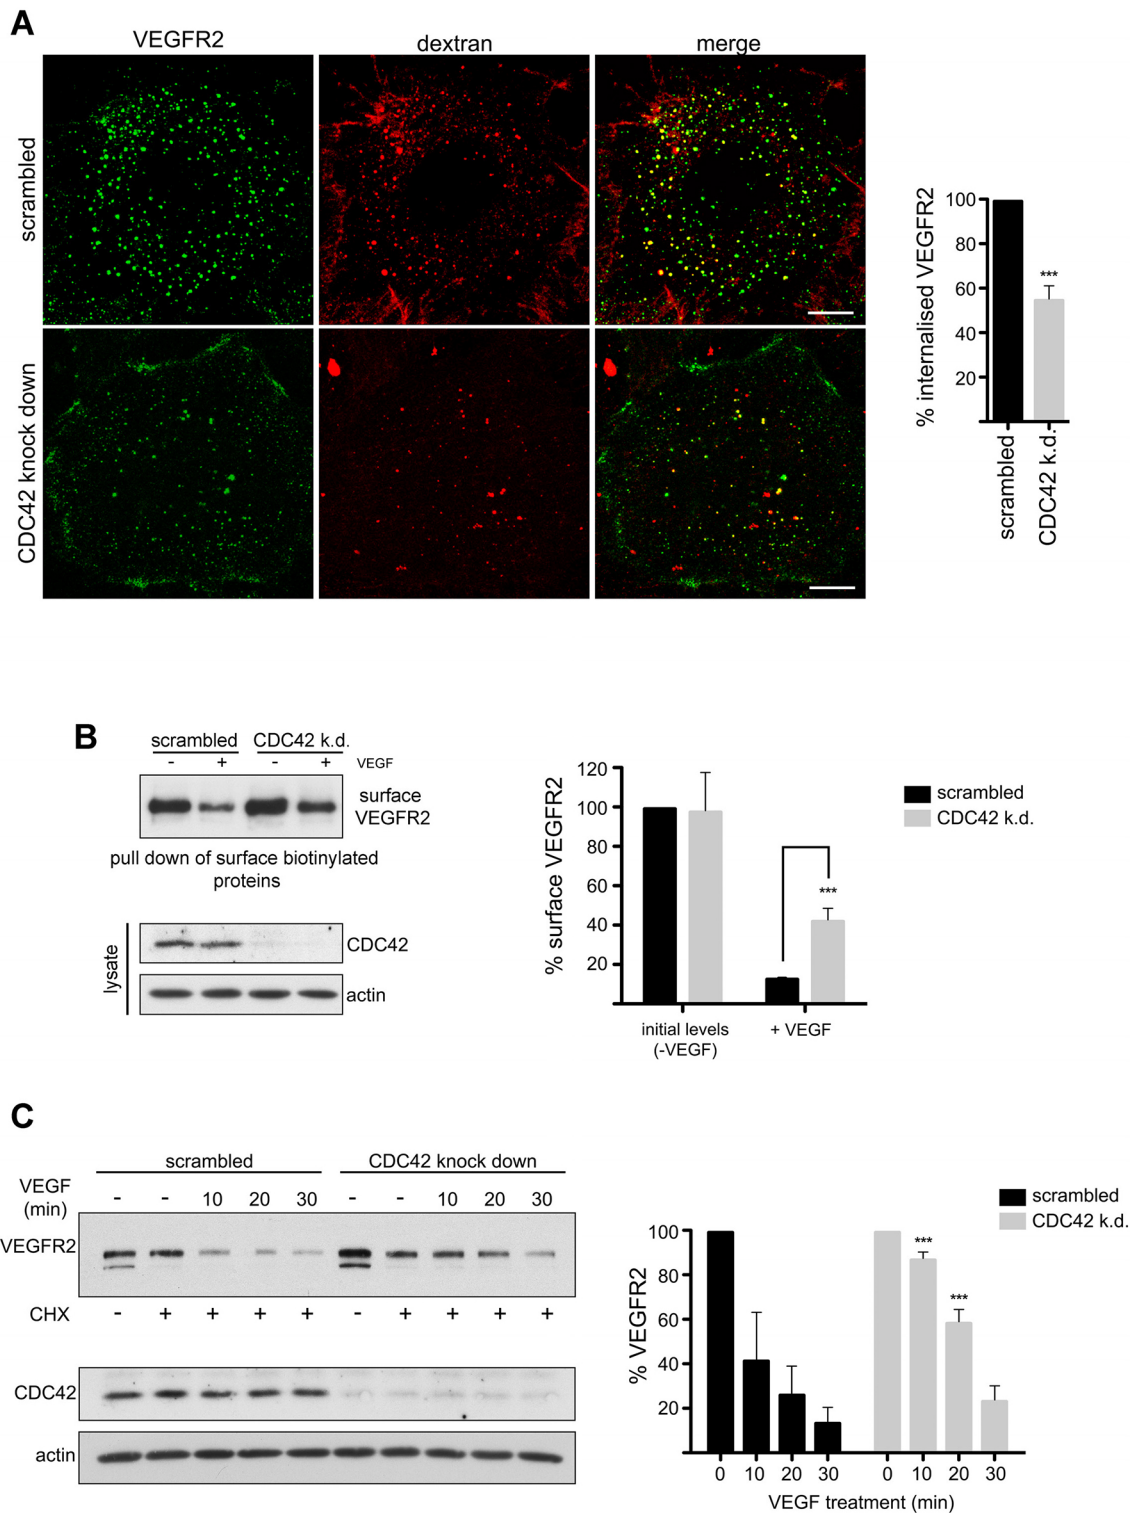 A
VEGFR2
dextran
merge
scrambled
CDC42 knock down
% internalised VEGFR2
100
80
60
40
20
***
scrambled
CDC42 k.d.
B
scrambled
CDC42 k.d.
- + - + VEGF
surface
VEGFR2
pull down of surface biotinylated
proteins
lysate
CDC42
actin
% surface VEGFR2
120
100
80
60
40
20
***
initial levels
(-VEGF)
+ VEGF
scrambled
CDC42 k.d.
C
scrambled
CDC42 knock down
VEGF
(min)
- - 10 20 30 - - 10 20 30
VEGFR2
CHX - + + + + - + + + +
CDC42
actin
% VEGFR2
100
80
60
40
20
***
***
0 10 20 30 0 10 20 30
VEGF treatment (min)
scrambled
CDC42 k.d.